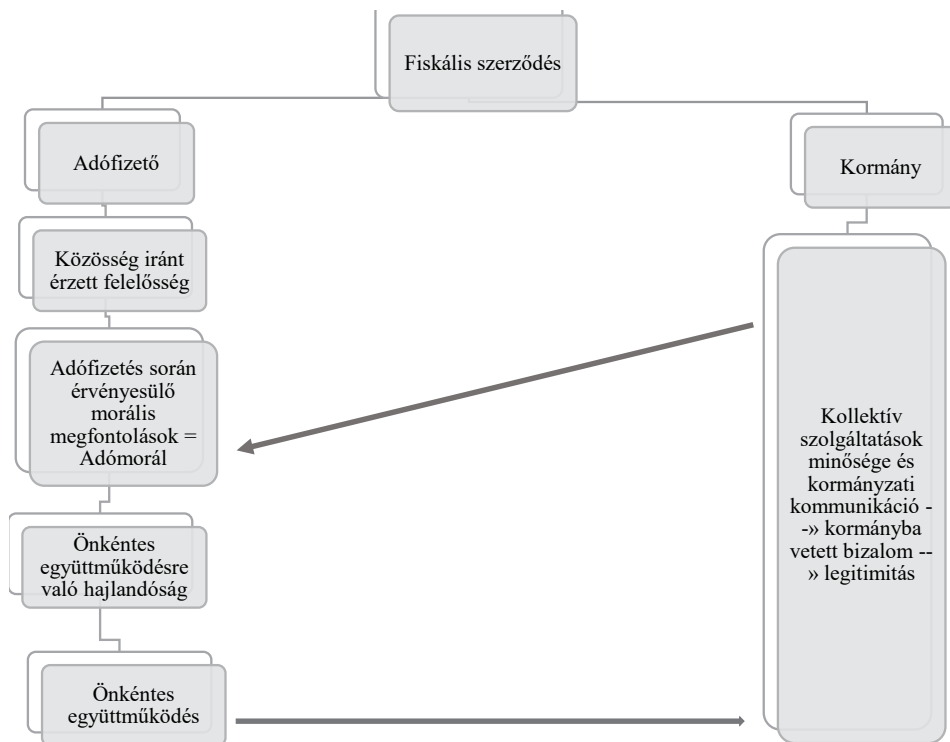 Fiskális szerződés
Adófizető
Kormány
Közösség iránt
érzett felelősség
Adófizetés során
érvényesülő
morális
megfontolások =
Adómorál
Önkéntes
együttműködésre
való hajlandóság
Önkéntes
együttműködés
Kollektív
szolgáltatások
minősége és
kormányzati
kommunikáció -
-» kormányba
vetett bizalom --
» legitimitás